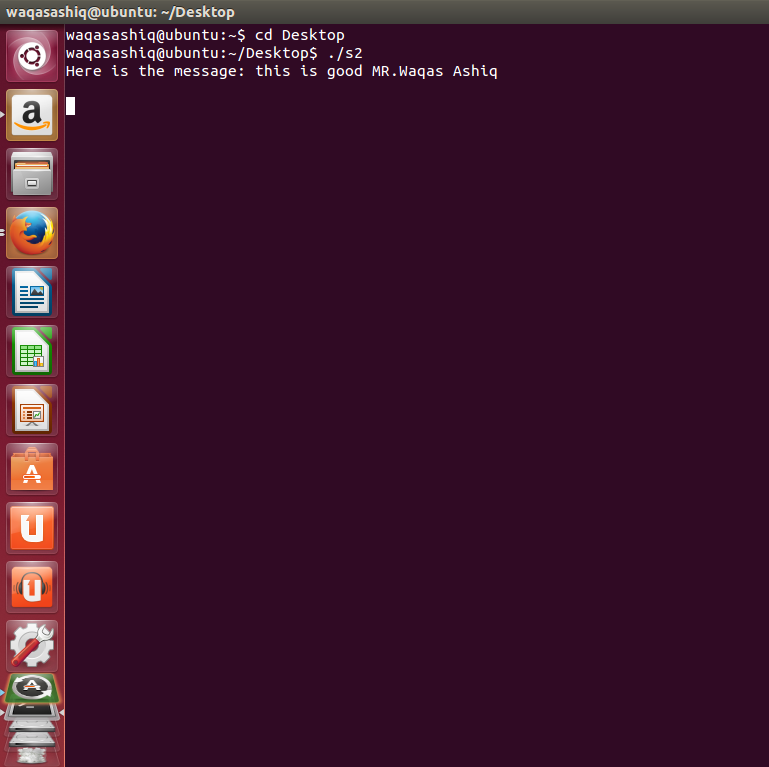 waqasashiq@ubuntu: ~/Desktop
waqasashiq@ubuntu:~$ cd Desktop
waqasashiq@ubuntu:~/Desktop$ ./s2
Here is the message: this is good MR.Waqas Ashiq